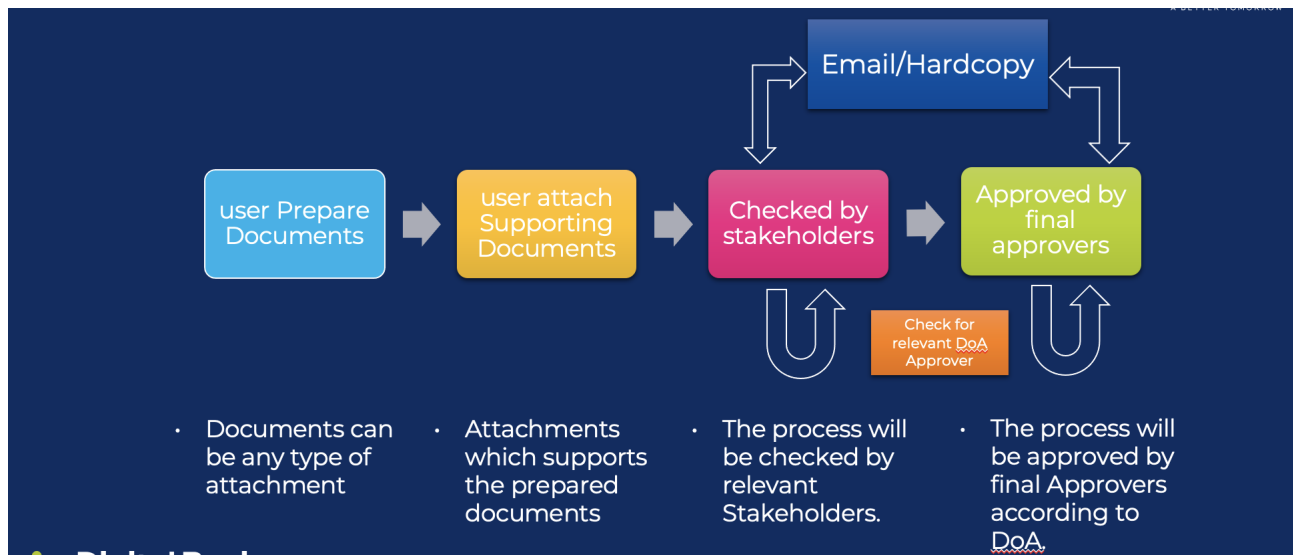 A BETTER TOMORROW
Email/Hardcopy
user Prepare
Documents
user attach
Supporting
Documents
Checked by
stakeholders
Approved by
final
approvers
Check for
relevant DoA
Approver
• Documents can
be any type of
attachment
• Attachments
which supports
the prepared
documents
• The process will
be checked by
relevant
Stakeholders.
• The process will
be approved by
final Approvers
according to
DoA.